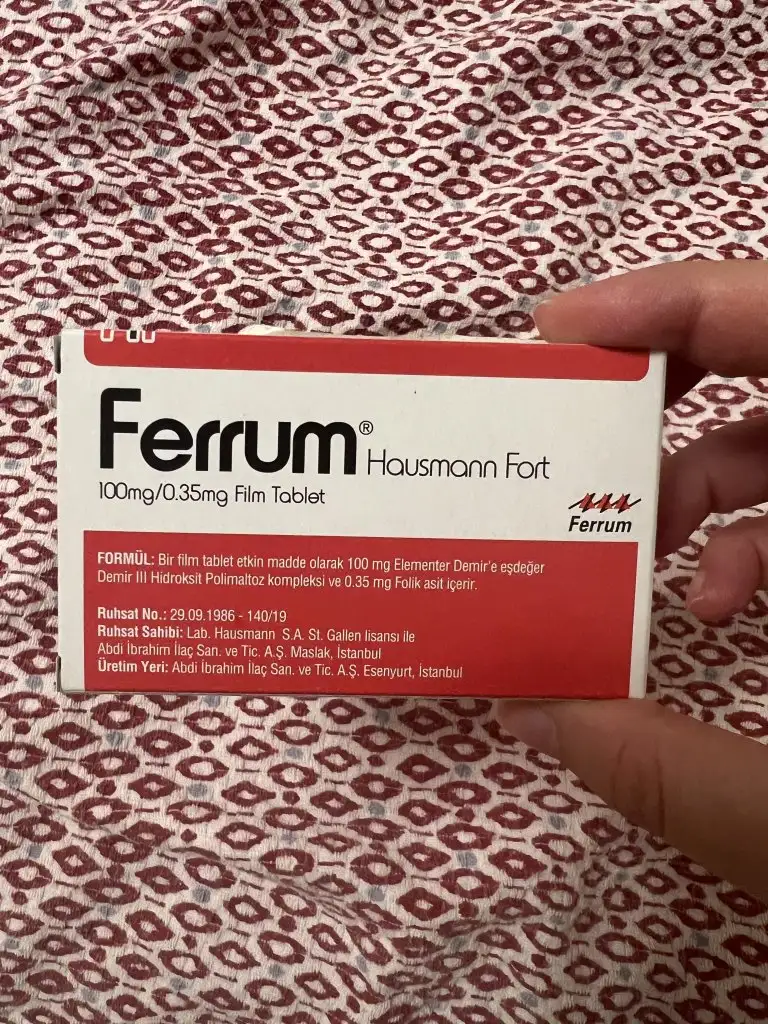 Ferrum® Hausmann Fort
100mg/0.35mg Film Tablet
Ferrum
FORMÜL: Bir film tablet etkin madde olarak 100 mg Elementer Demir'e eşdeğer
Demir III Hidroksit Polimaltoz kompleksi ve 0.35 mg Folik asit içerir.
Ruhsat No.: 29.09.1986 - 140/19
Ruhsat Sahibi: Lab. Hausmann S.A. St. Gallen lisansı ile
Abdi İbrahim İlaç San. ve Tic. A.Ş. Maslak, İstanbul
Üretim Yeri: Abdi İbrahim İlaç San. ve Tic. A.Ş. Esenyurt, İstanbul